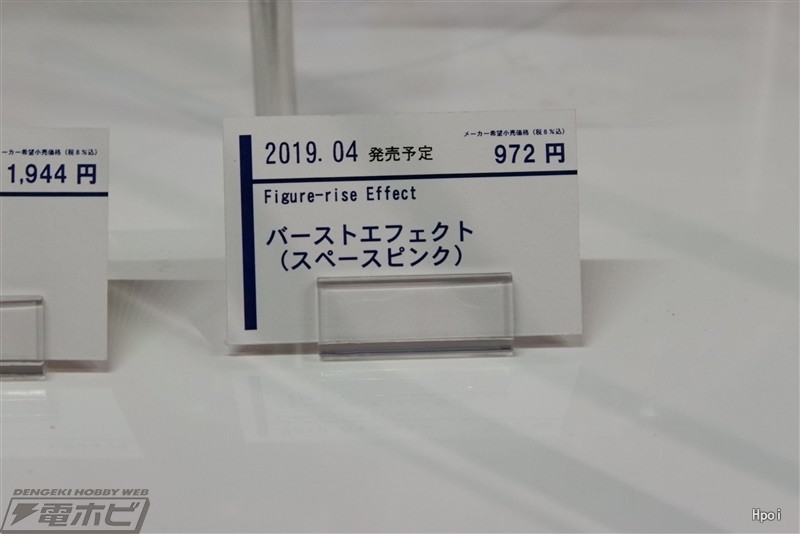 ーカー希望小売価格（税８％込）
1,944 円
メーカー希望小売価格（税８％込）
2019. 04 発売予定
972 円
Figure-rise Effect
バーストエフェクト
（スペースピンク）
DENGEKI HOBBY WEB
電ホビ
Hpoi